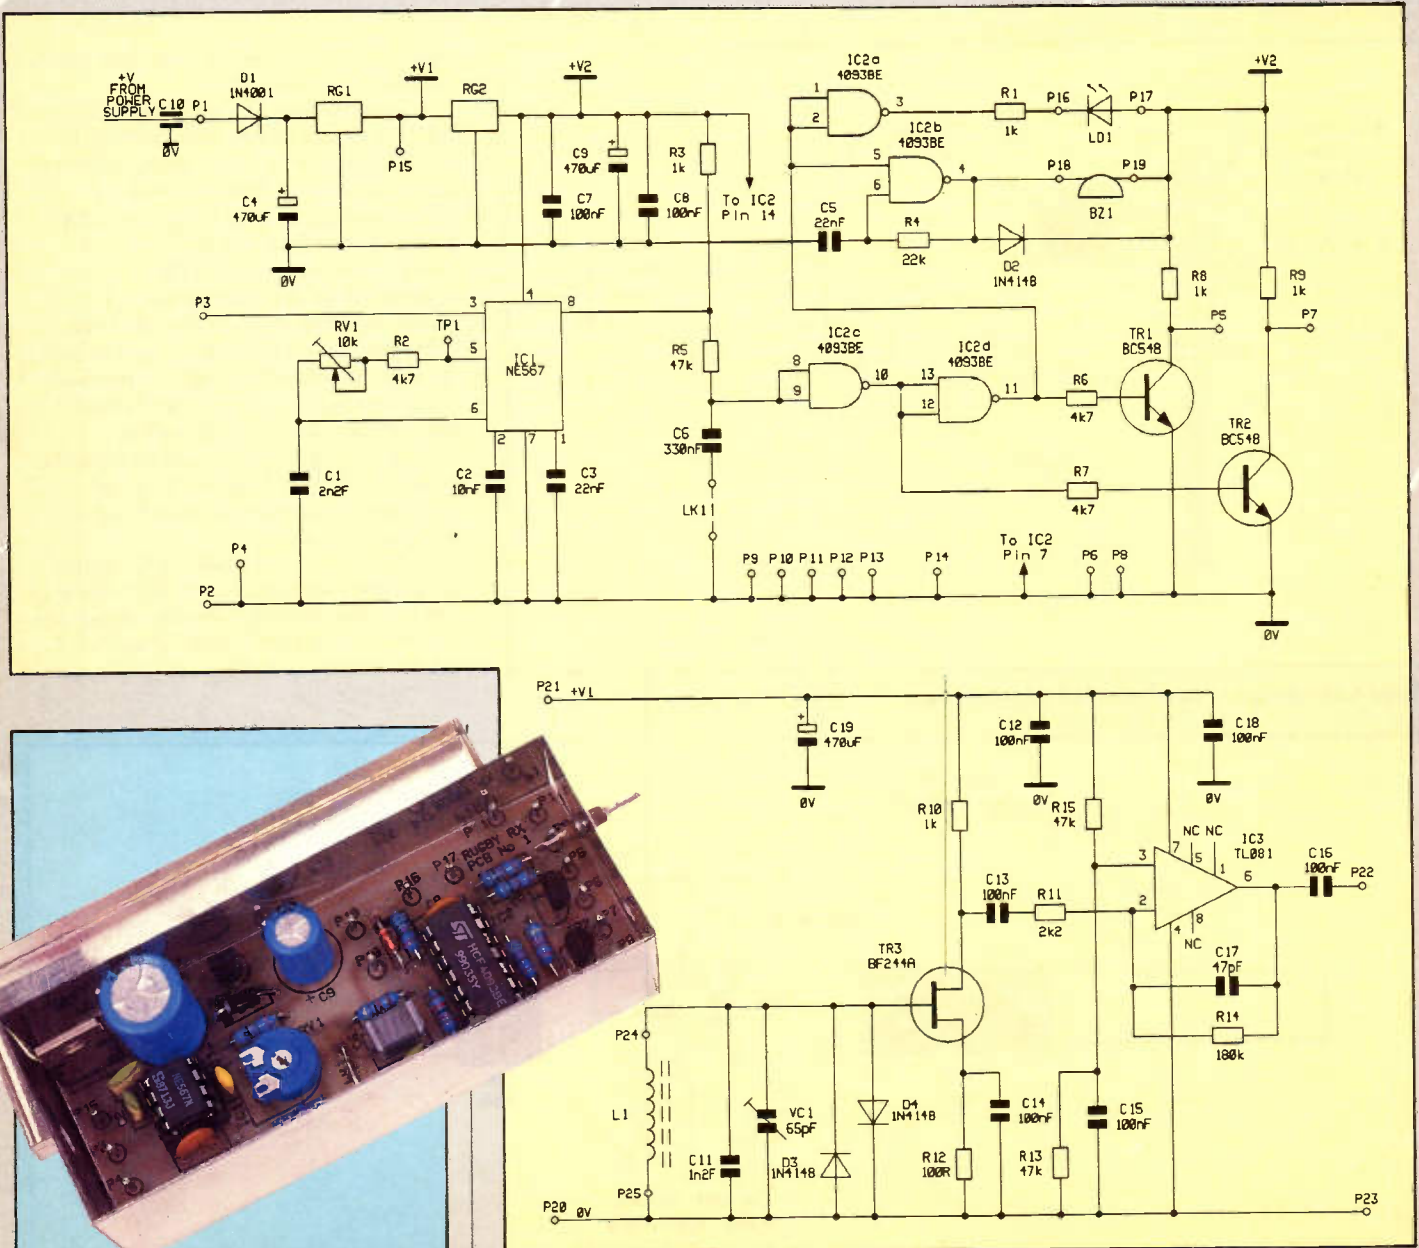 +V
FROM
POWER
SUPPLY
C10
P1
0V
D1
1N4001
RG1
+V1
P15
RG2
+V2
C4
470uF
+
0V
C7
100nF
C9
470uF
+
C8
100nF
R3
1k
To IC2
Pin 14
IC2a
4093BE
1
2
3
R1
1k
P16
LD1
P17
+V2
IC2b
4093BE
5
6
4
P18
P19
BZ1
C5
22nF
R4
22k
D2
1N4148
R8
1k
R9
1k
P5
P7
P3
RV1
10k
R2
4k7
TP1
3
4
8
5
6
2
7
1
IC1
NE567
R5
47k
C6
330nF
LK1
IC2c
4093BE
8
9
10
IC2d
4093BE
13
12
11
R6
4k7
TR1
BC548
R7
4k7
TR2
BC548
C1
2n2F
C2
10nF
C3
22nF
P4
P2
P9
P10
P11
P12
P13
P14
To IC2
Pin 7
P6
P8
0V
P21
+V1
C19
470uF
+
0V
R10
1k
C12
100nF
0V
R15
47k
C18
100nF
0V
C13
100nF
R11
2k2
3
2
7
NC
NC
5
1
4
8
NC
6
IC3
TL081
C16
100nF
P22
C17
47pF
R14
180k
TR3
BF244A
P24
L1
P25
C11
1n2F
VC1
65pF
D3
1N4148
D4
1N4148
R12
100R
C14
100nF
R13
47k
C15
100nF
P20
0V
P23
RUGBY RX
PCB No 1
P17
P16
+ C9
HCF4093BE
99035Y
NE567N
8713J